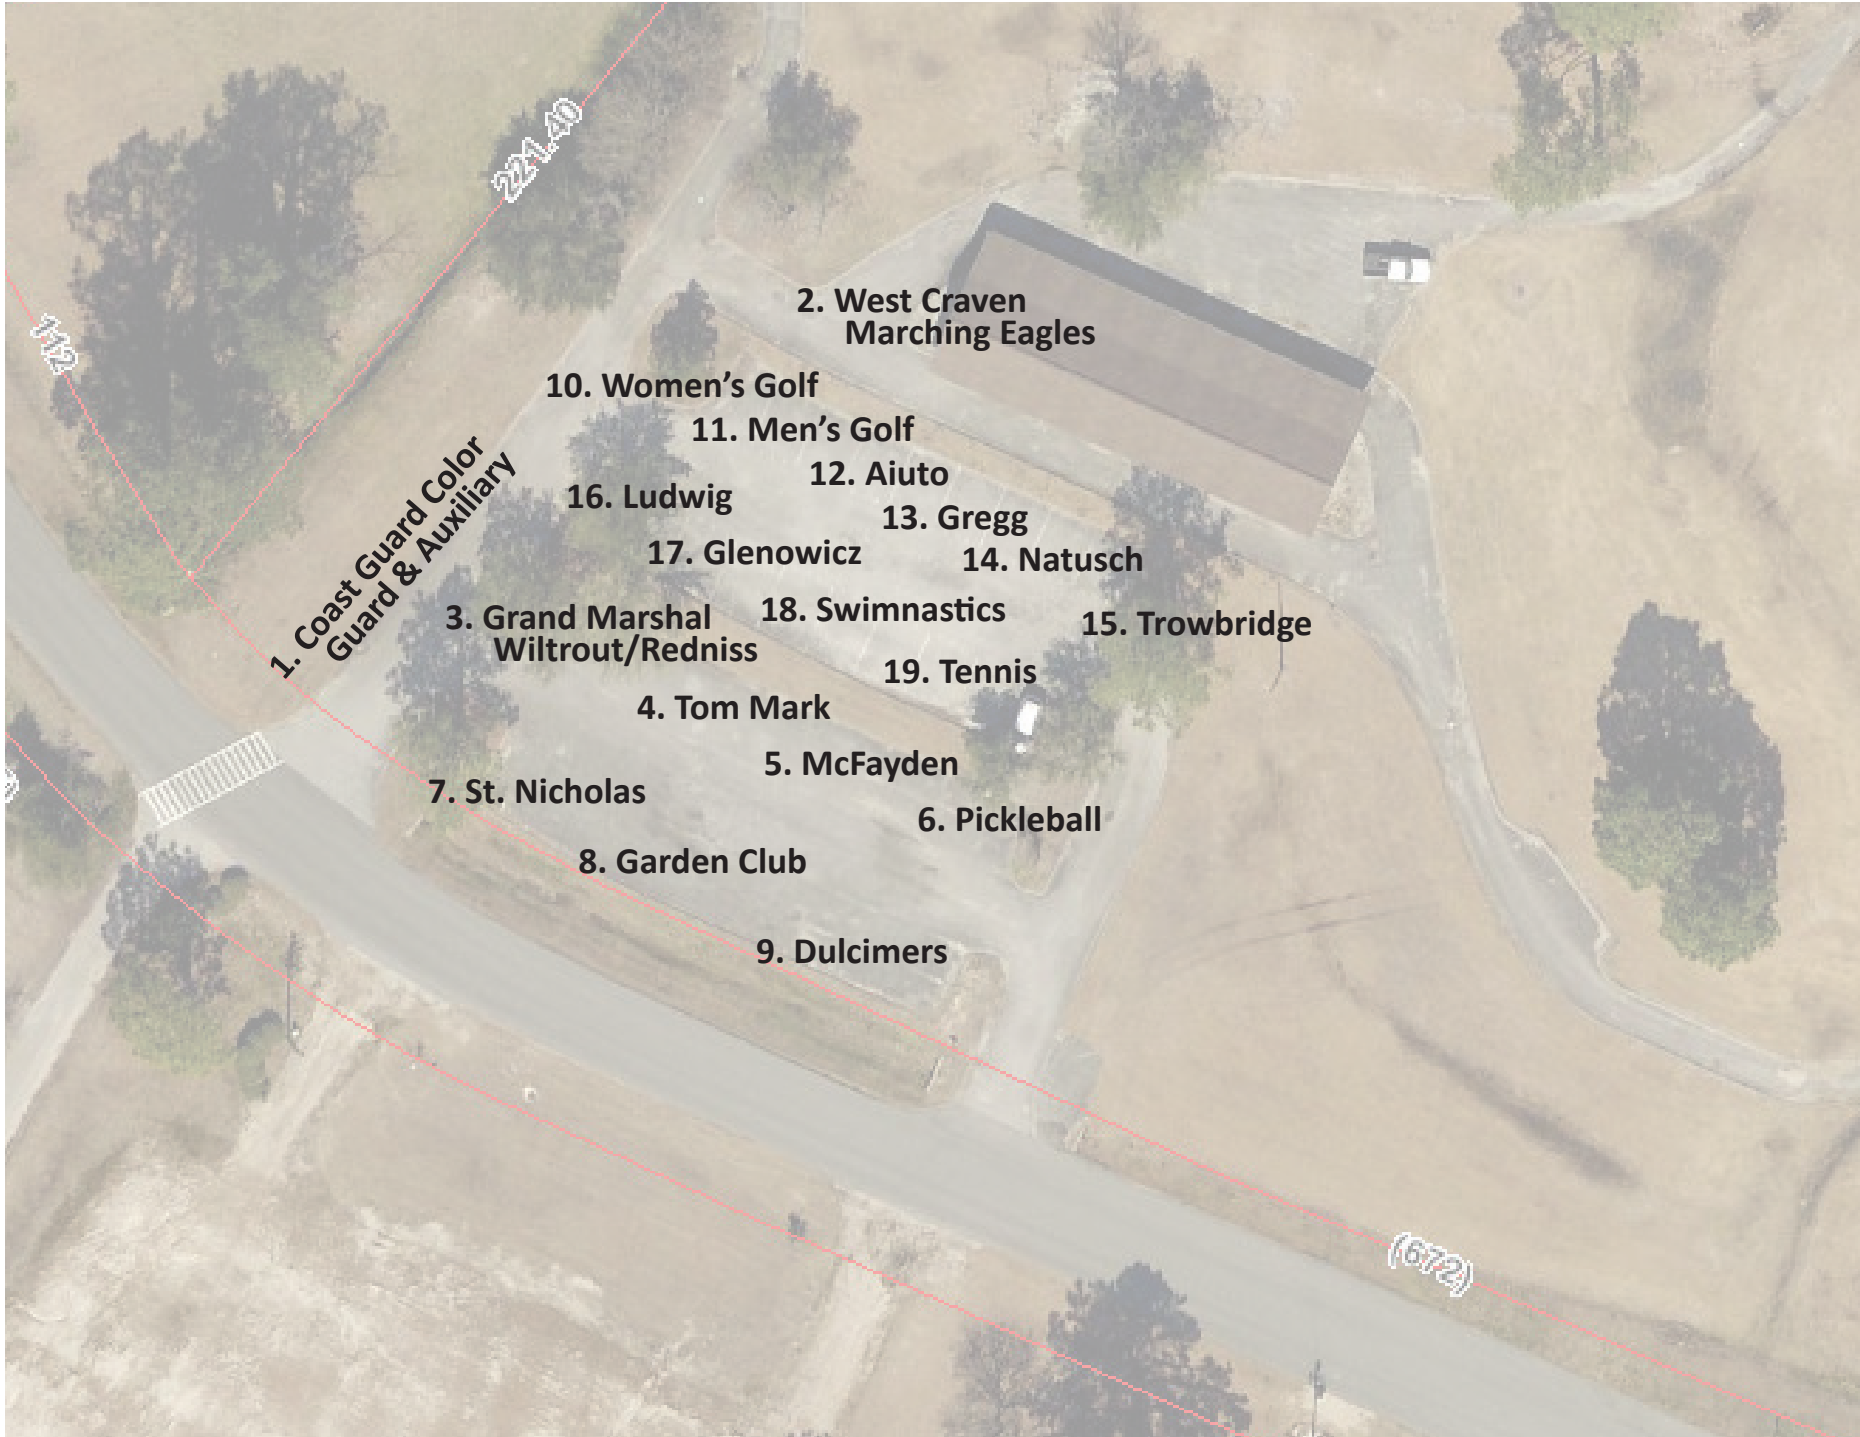 221.40
112
2. West Craven
Marching Eagles
10. Women’s Golf
11. Men’s Golf
12. Aiuto
1. Coast Guard Color
Guard & Auxiliary
16. Ludwig
13. Gregg
17. Glenowicz
14. Natusch
3. Grand Marshal
Wiltrout/Redniss
18. Swimnastics
15. Trowbridge
19. Tennis
4. Tom Mark
5. McFayden
7. St. Nicholas
6. Pickleball
8. Garden Club
9. Dulcimers
(672)